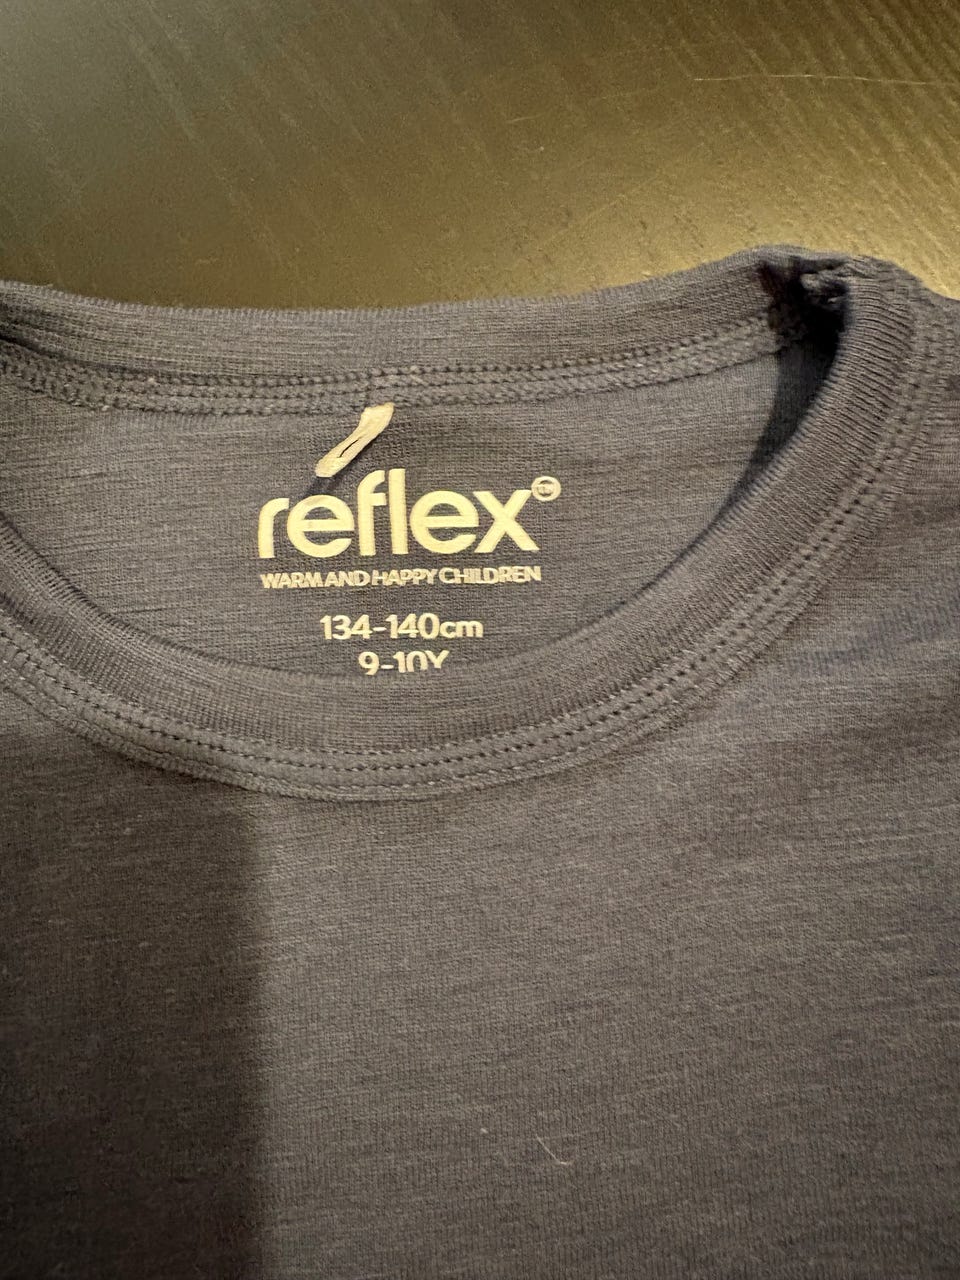 reflex
WARM AND HAPPY CHILDREN
134-140cm
9-10Y